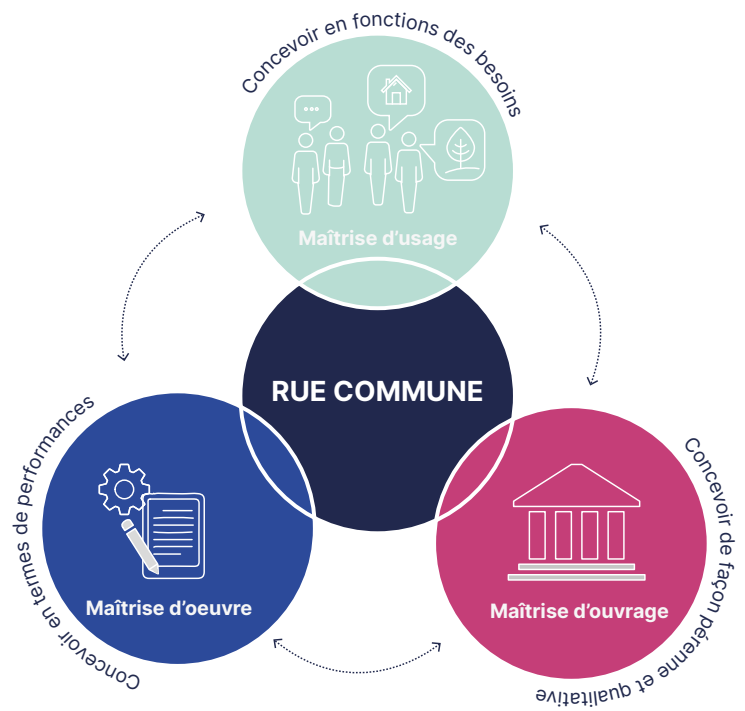 Concevoir en fonctions des besoins
Maîtrise d'usage
RUE COMMUNE
Concevoir en termes de performances
Maîtrise d'oeuvre
Concevoir de façon pérenne et qualitative
Maîtrise d'ouvrage